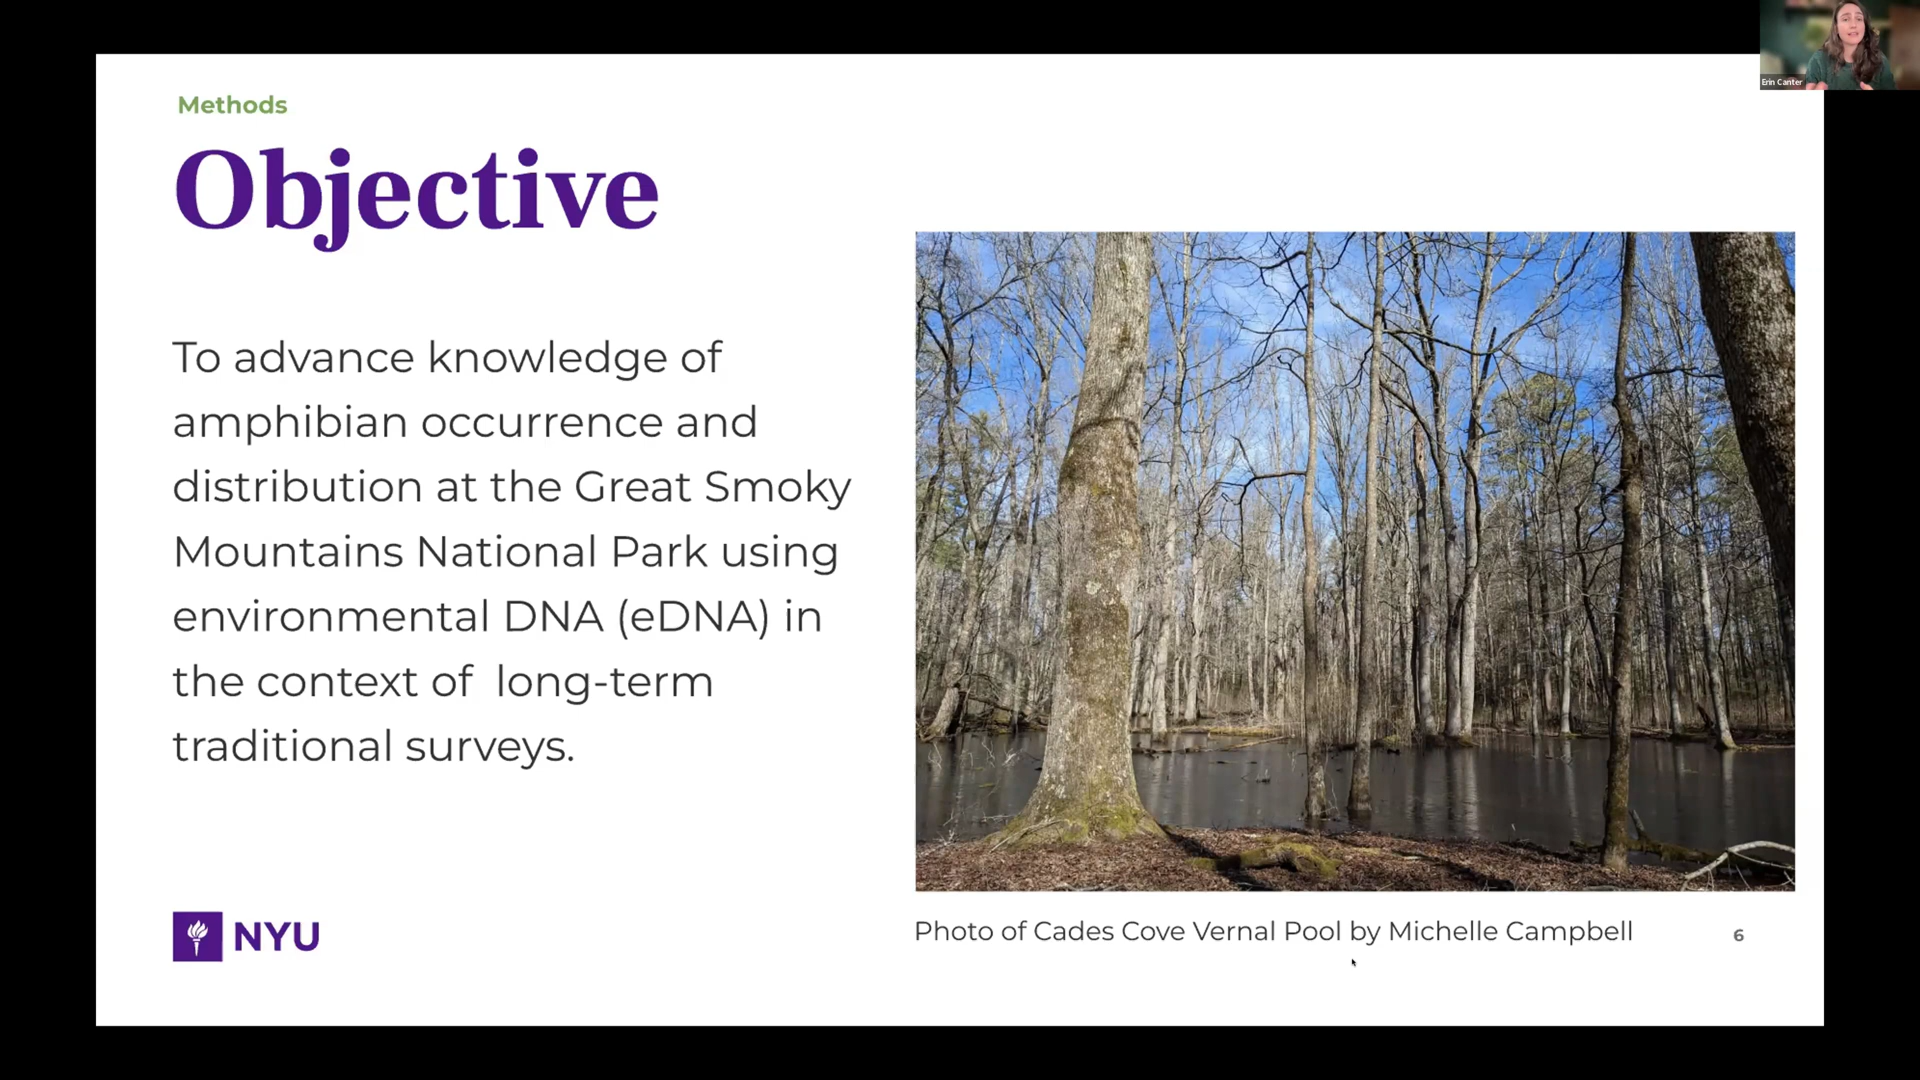 Erin Canter
Methods
Objective
To advance knowledge of
amphibian occurrence and
distribution at the Great Smoky
Mountains National Park using
environmental DNA (eDNA) in
the context of  long-term
traditional surveys.
Photo of Cades Cove Vernal Pool by Michelle Campbell
NYU
6